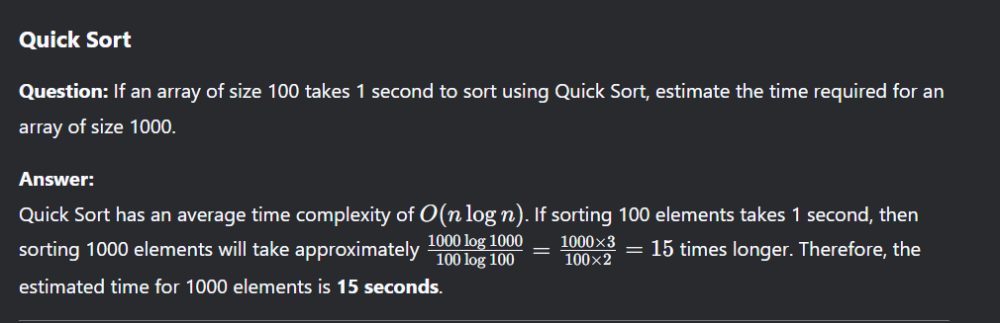 Quick Sort
Question: If an array of size 100 takes 1 second to sort using Quick Sort, estimate the time required for an
array of size 1000.
Answer:
Quick Sort has an average time complexity of O(n log n). If sorting 100 elements takes 1 second, then
sorting 1000 elements will take approximately \frac{1000 log 1000}{100 log 100} = \frac{1000×3}{100×2} = 15 times longer. Therefore, the
estimated time for 1000 elements is 15 seconds.